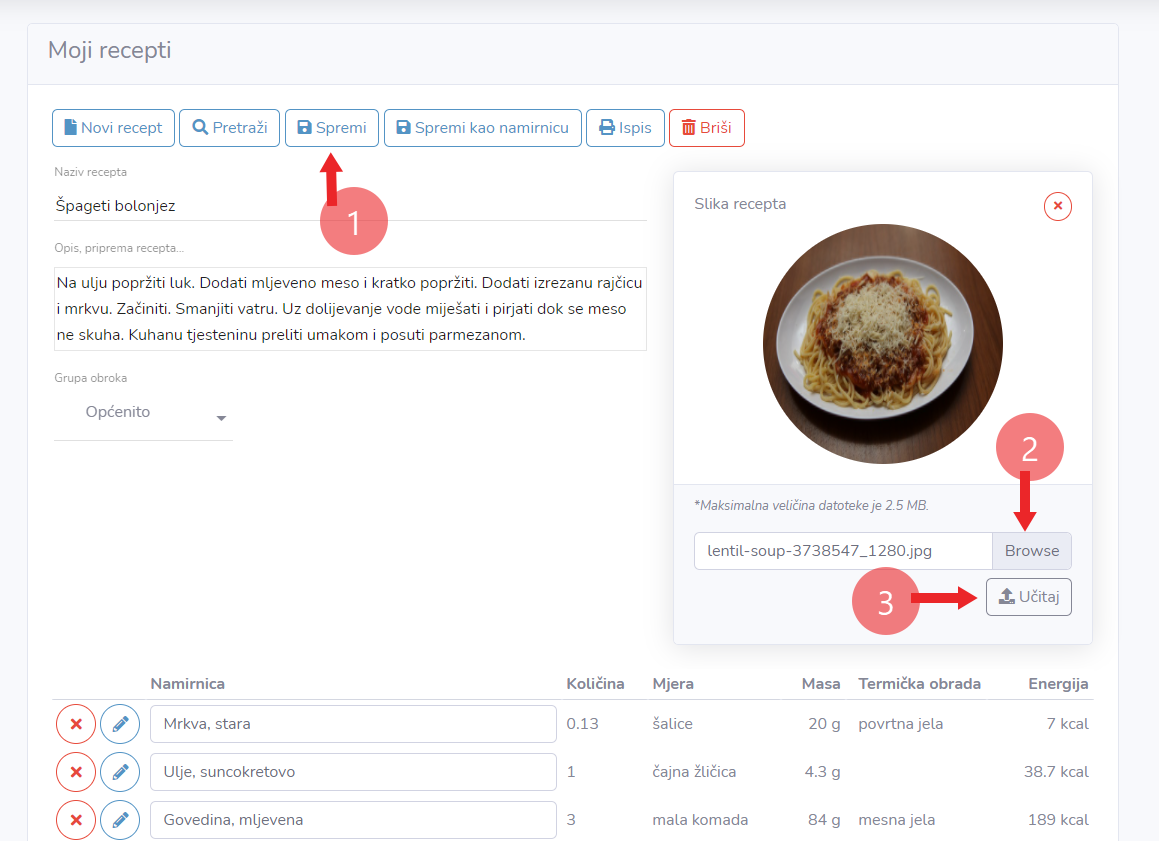 Moji recepti
Novi recept Pretraži Spremi Spremi kao namirnicu Ispis Briši
Naziv recepta
Špageti bolonjez
1
Opis, priprema recepta...
Na ulju popržiti luk. Dodati mljeveno meso i kratko popržiti. Dodati izrezanu rajčicu
i mrkvu. Začiniti. Smanjiti vatru. Uz dolijevanje vode miješati i pirjati dok se meso
ne skuha. Kuhanu tjesteninu preliti umakom i posuti parmezanom.
Grupa obroka
Općenito
Slika recepta
2
*Maksimalna veličina datoteke je 2.5 MB.
lentil-soup-3738547_1280.jpg Browse
3 Učitaj
Namirnica Količina Mjera Masa Termička obrada Energija
Mrkva, stara 0.13 šalice 20 g povrtna jela 7 kcal
Ulje, suncokretovo 1 čajna žličica 4.3 g 38.7 kcal
Govedina, mljevena 3 mala komada 84 g mesna jela 189 kcal